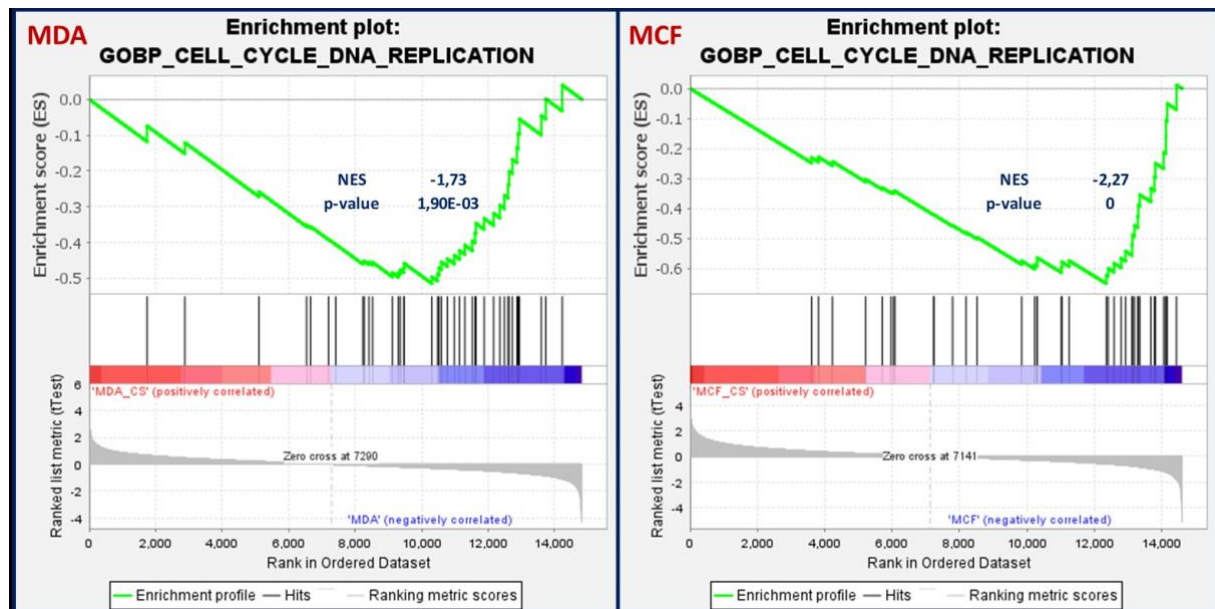 MDA
Enrichment plot:
GOBP_CELL_CYCLE_DNA_REPLICATION
Enrichment score (ES)
0.0
-0.1
-0.2
-0.3
-0.4
-0.5
NES -1,73
p-value 1,90E-03
'MDA_CS' (positively correlated)
Ranked list metric (tTest)
6
4
2
0
-2
-4
Zero cross at 7290
'MDA' (negatively correlated)
0 2,000 4,000 6,000 8,000 10,000 12,000 14,000
Rank in Ordered Dataset
Enrichment profile Hits Ranking metric scores
MCF
Enrichment plot:
GOBP_CELL_CYCLE_DNA_REPLICATION
Enrichment score (ES)
0.0
-0.1
-0.2
-0.3
-0.4
-0.5
-0.6
NES -2,27
p-value 0
'MCF_CS' (positively correlated)
Ranked list metric (tTest)
4
2
0
-2
-4
Zero cross at 7141
'MCF' (negatively correlated)
0 2,000 4,000 6,000 8,000 10,000 12,000 14,000
Rank in Ordered Dataset
Enrichment profile Hits Ranking metric scores